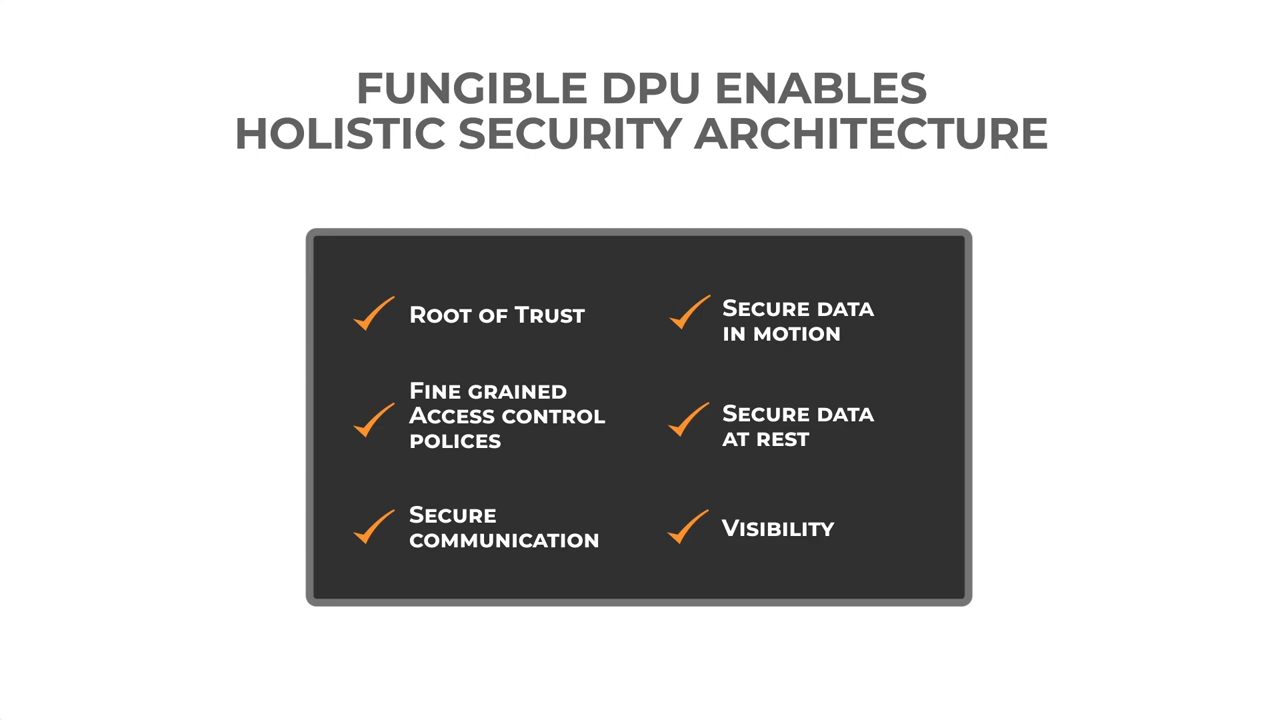 FUNGIBLE DPU ENABLES
HOLISTIC SECURITY ARCHITECTURE
Root of Trust
Fine grained
Access control
polices
Secure
communication
Secure data
in motion
Secure data
at rest
Visibility